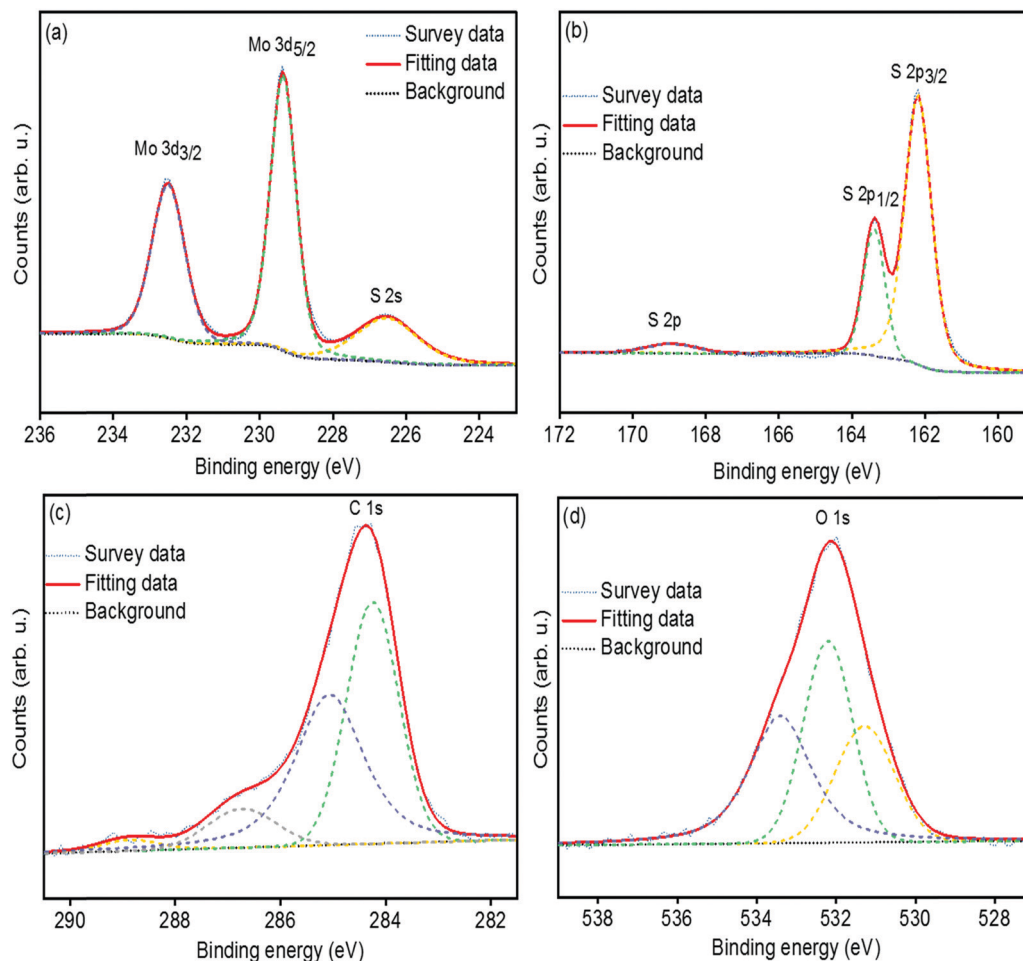 (a)
Mo 3d5/2
Survey data
Fitting data
Background
Mo 3d3/2
S 2s
Counts (arb. u.)
236 234 232 230 228 226 224
Binding energy (eV)
(b)
S 2p3/2
Survey data
Fitting data
Background
S 2p1/2
S 2p
Counts (arb. u.)
172 170 168 166 164 162 160
Binding energy (eV)
(c)
C 1s
Survey data
Fitting data
Background
Counts (arb. u.)
290 288 286 284 282
Binding energy (eV)
(d)
O 1s
Survey data
Fitting data
Background
Counts (arb. u.)
538 536 534 532 530 528
Binding energy (eV)